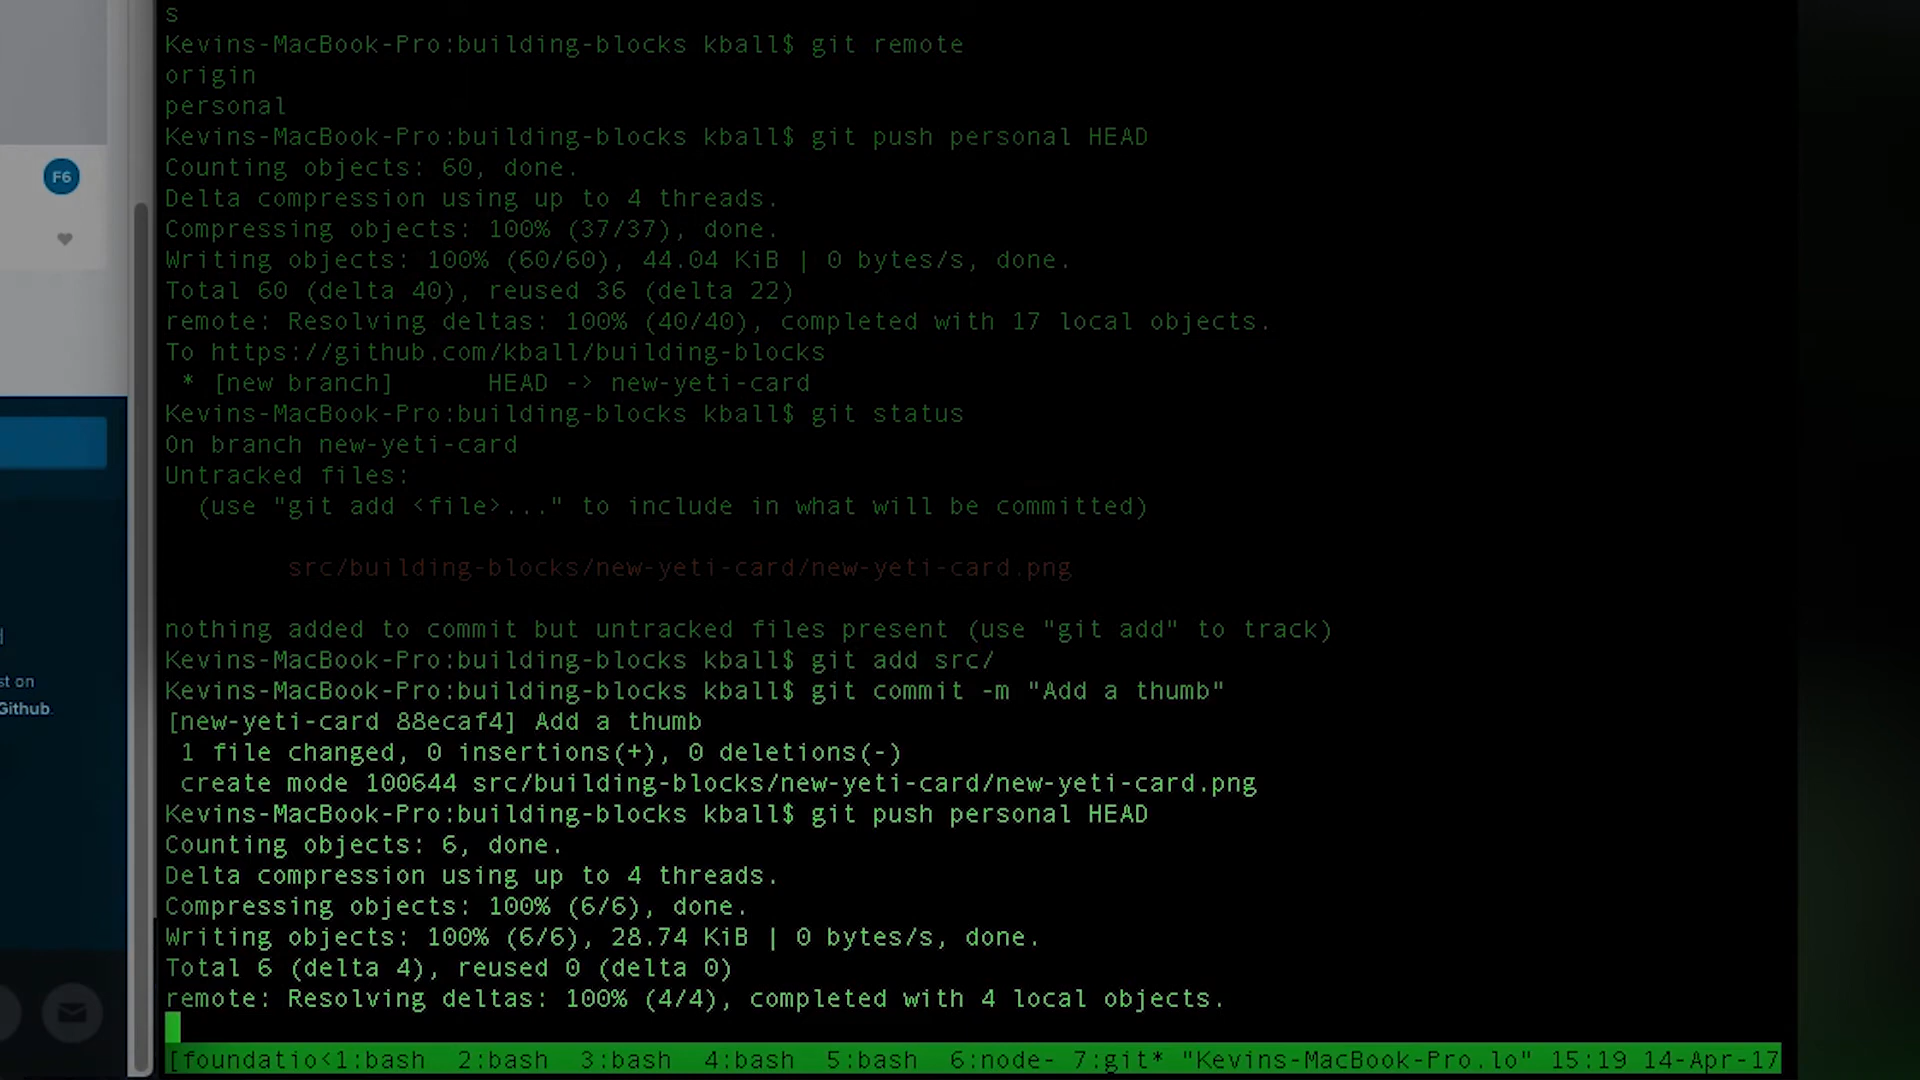 s
Kevins-MacBook-Pro:building-blocks kball$ git remote
origin
personal
Kevins-MacBook-Pro:building-blocks kball$ git push personal HEAD
Counting objects: 60, done.
Delta compression using up to 4 threads.
Compressing objects: 100% (37/37), done.
Writing objects: 100% (60/60), 44.04 KiB | 0 bytes/s, done.
Total 60 (delta 40), reused 36 (delta 22)
remote: Resolving deltas: 100% (40/40), completed with 17 local objects.
To https://github.com/kball/building-blocks
 * [new branch]      HEAD -> new-yeti-card
Kevins-MacBook-Pro:building-blocks kball$ git status
On branch new-yeti-card
Untracked files:
  (use "git add <file>..." to include in what will be committed)
        src/building-blocks/new-yeti-card/new-yeti-card.png
nothing added to commit but untracked files present (use "git add" to track)
Kevins-MacBook-Pro:building-blocks kball$ git add src/
Kevins-MacBook-Pro:building-blocks kball$ git commit -m "Add a thumb"
[new-yeti-card 88ecaf4] Add a thumb
 1 file changed, 0 insertions(+), 0 deletions(-)
 create mode 100644 src/building-blocks/new-yeti-card/new-yeti-card.png
Kevins-MacBook-Pro:building-blocks kball$ git push personal HEAD
Counting objects: 6, done.
Delta compression using up to 4 threads.
Compressing objects: 100% (6/6), done.
Writing objects: 100% (6/6), 28.74 KiB | 0 bytes/s, done.
Total 6 (delta 4), reused 0 (delta 0)
remote: Resolving deltas: 100% (4/4), completed with 4 local objects.
[foundatio<1:bash  2:bash  3:bash  4:bash  5:bash  6:node- 7:git* "Kevins-MacBook-Pro.lo" 15:19 14-Apr-17
F6
st on
Github.